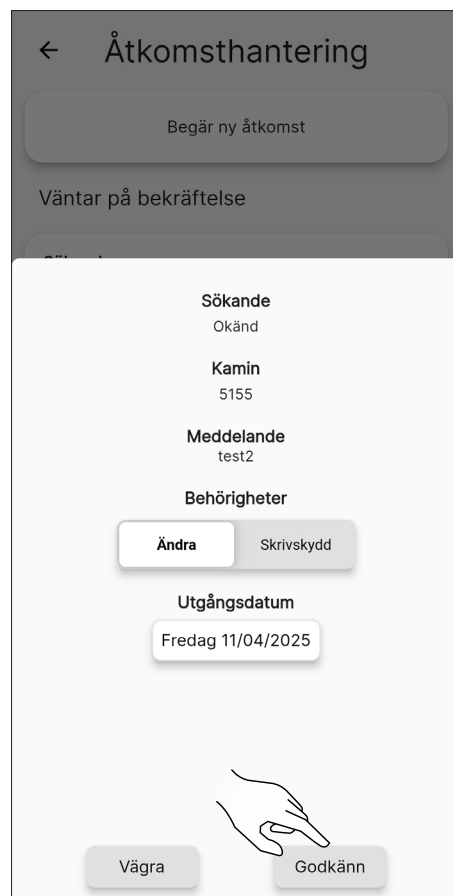 Åtkomsthantering
Begär ny åtkomst
Väntar på bekräftelse
Sökande
Okänd
Kamin
5155
Meddelande
test2
Behörigheter
Ändra Skrivskydd
Utgångsdatum
Fredag 11/04/2025
Vägra Godkänn